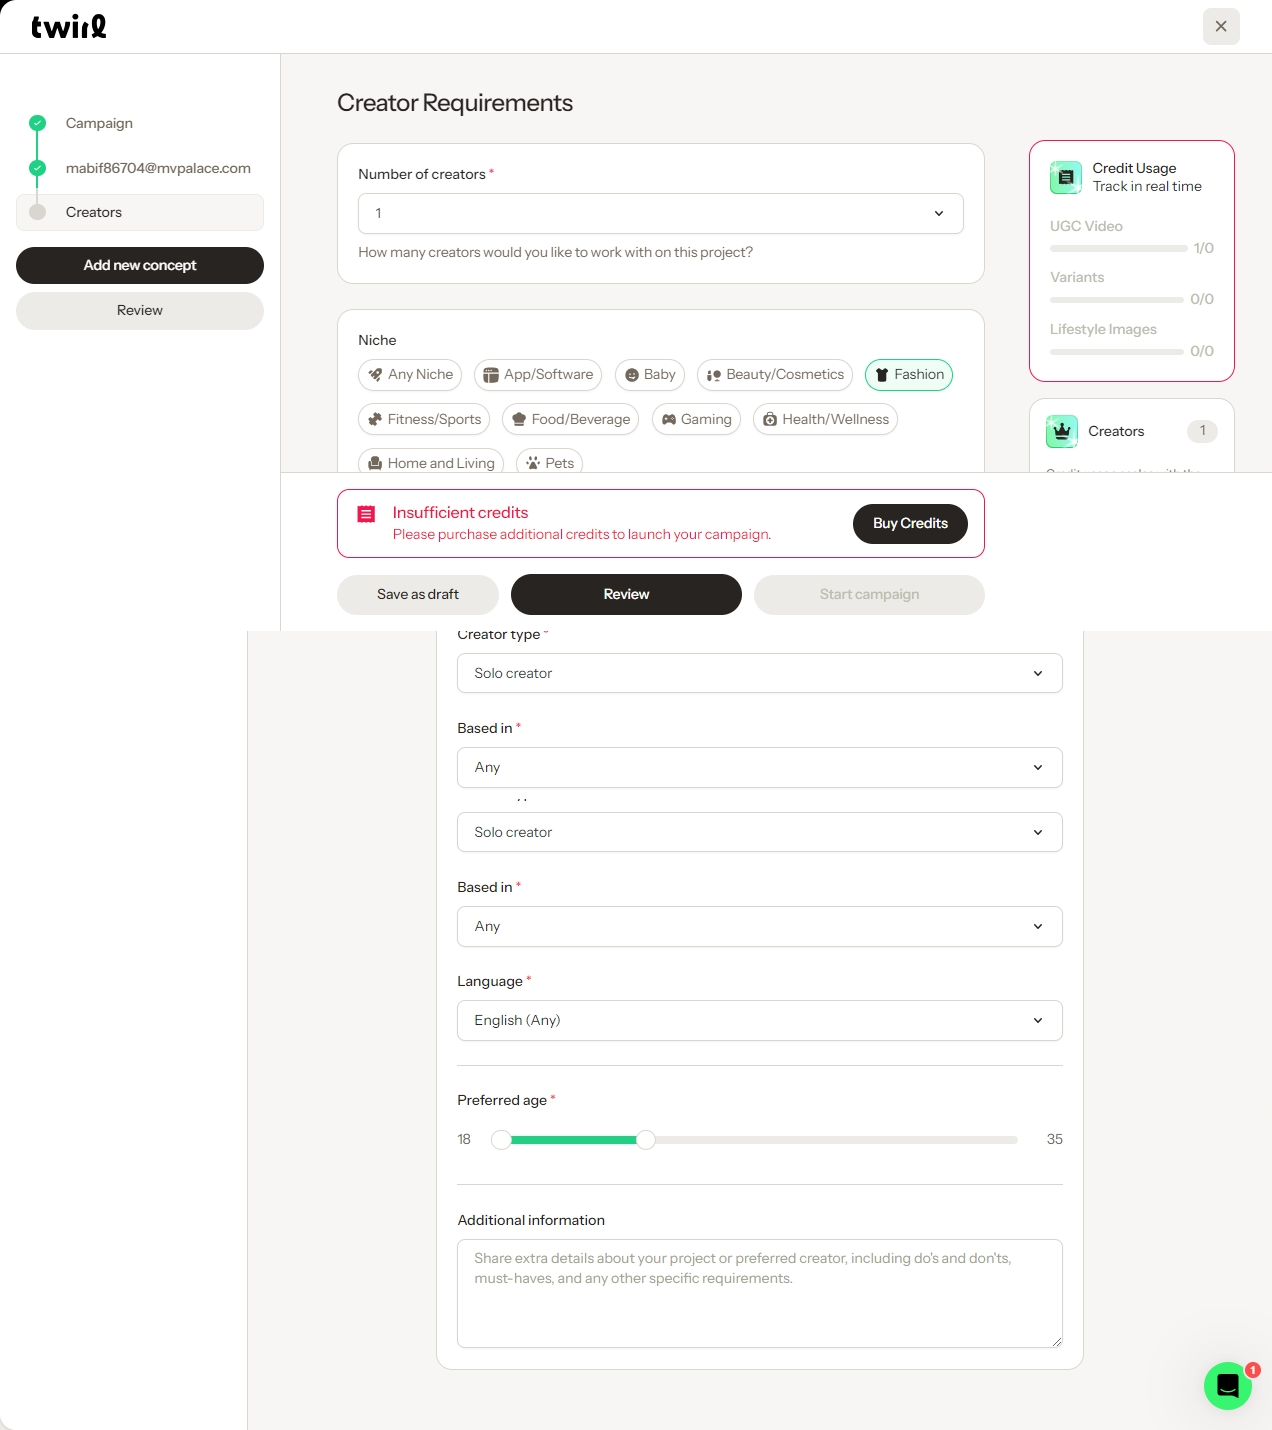 twirl
Campaign
mabif86704@mvpalace.com
Creators
Add new concept
Review
Creator Requirements
Number of creators *
1
How many creators would you like to work with on this project?
Niche
Any Niche
App/Software
Baby
Beauty/Cosmetics
Fashion
Fitness/Sports
Food/Beverage
Gaming
Health/Wellness
Home and Living
Pets
Credit Usage
Track in real time
UGC Video
1/0
Variants
0/0
Lifestyle Images
0/0
Creators
1
Insufficient credits
Please purchase additional credits to launch your campaign.
Buy Credits
Save as draft
Review
Start campaign
Creator type *
Solo creator
Based in *
Any
Solo creator
Based in *
Any
Language *
English (Any)
Preferred age *
18
35
Additional information
Share extra details about your project or preferred creator, including do's and don'ts,
must-haves, and any other specific requirements.
1